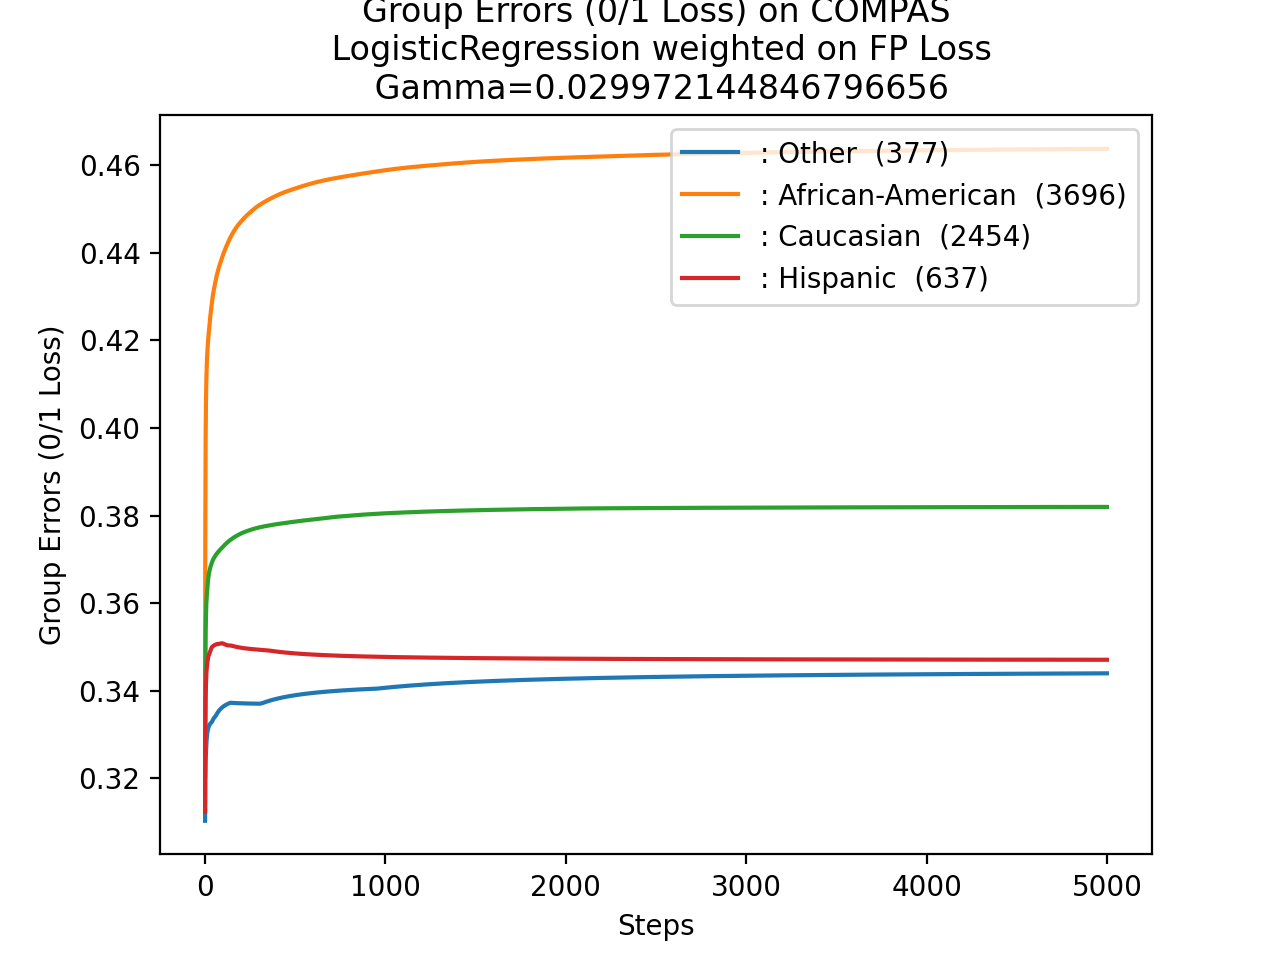 Group Errors (0/1 Loss) on COMPAS
LogisticRegression weighted on FP Loss
Gamma=0.029972144846796656
: Other (377)
: African-American (3696)
: Caucasian (2454)
: Hispanic (637)
Group Errors (0/1 Loss)
0.46
0.44
0.42
0.40
0.38
0.36
0.34
0.32
0 1000 2000 3000 4000 5000
Steps